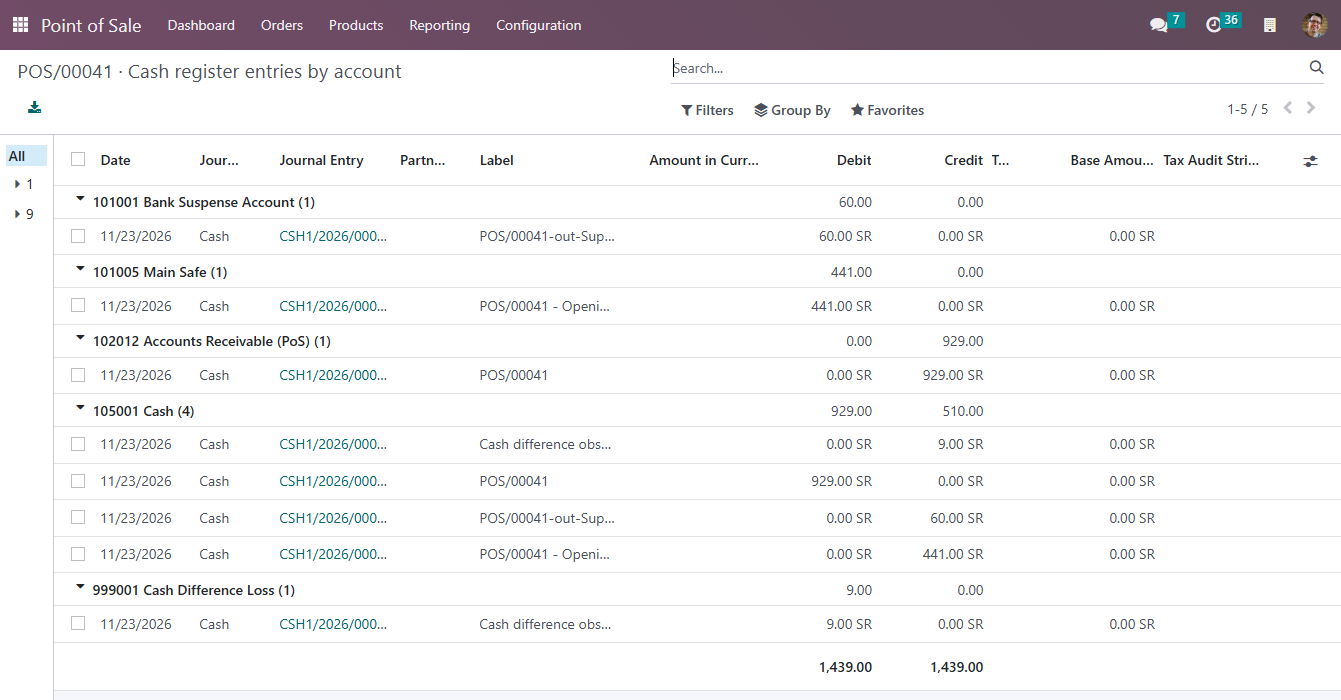 Point of Sale Dashboard Orders Products Reporting Configuration 7 36
POS/00041 · Cash register entries by account
Search...
Filters Group By Favorites 1-5 / 5
All
1
9
Date Jour... Journal Entry Partn... Label Amount in Curr... Debit Credit T... Base Amou... Tax Audit Stri...
101001 Bank Suspense Account (1) 60.00 0.00
11/23/2026 Cash CSH1/2026/000... POS/00041-out-Sup... 60.00 SR 0.00 SR 0.00 SR
101005 Main Safe (1) 441.00 0.00
11/23/2026 Cash CSH1/2026/000... POS/00041 - Openi... 441.00 SR 0.00 SR 0.00 SR
102012 Accounts Receivable (PoS) (1) 0.00 929.00
11/23/2026 Cash CSH1/2026/000... POS/00041 0.00 SR 929.00 SR 0.00 SR
105001 Cash (4) 929.00 510.00
11/23/2026 Cash CSH1/2026/000... Cash difference obs... 0.00 SR 9.00 SR 0.00 SR
11/23/2026 Cash CSH1/2026/000... POS/00041 929.00 SR 0.00 SR 0.00 SR
11/23/2026 Cash CSH1/2026/000... POS/00041-out-Sup... 0.00 SR 60.00 SR 0.00 SR
11/23/2026 Cash CSH1/2026/000... POS/00041 - Openi... 0.00 SR 441.00 SR 0.00 SR
999001 Cash Difference Loss (1) 9.00 0.00
11/23/2026 Cash CSH1/2026/000... Cash difference obs... 9.00 SR 0.00 SR 0.00 SR
1,439.00 1,439.00